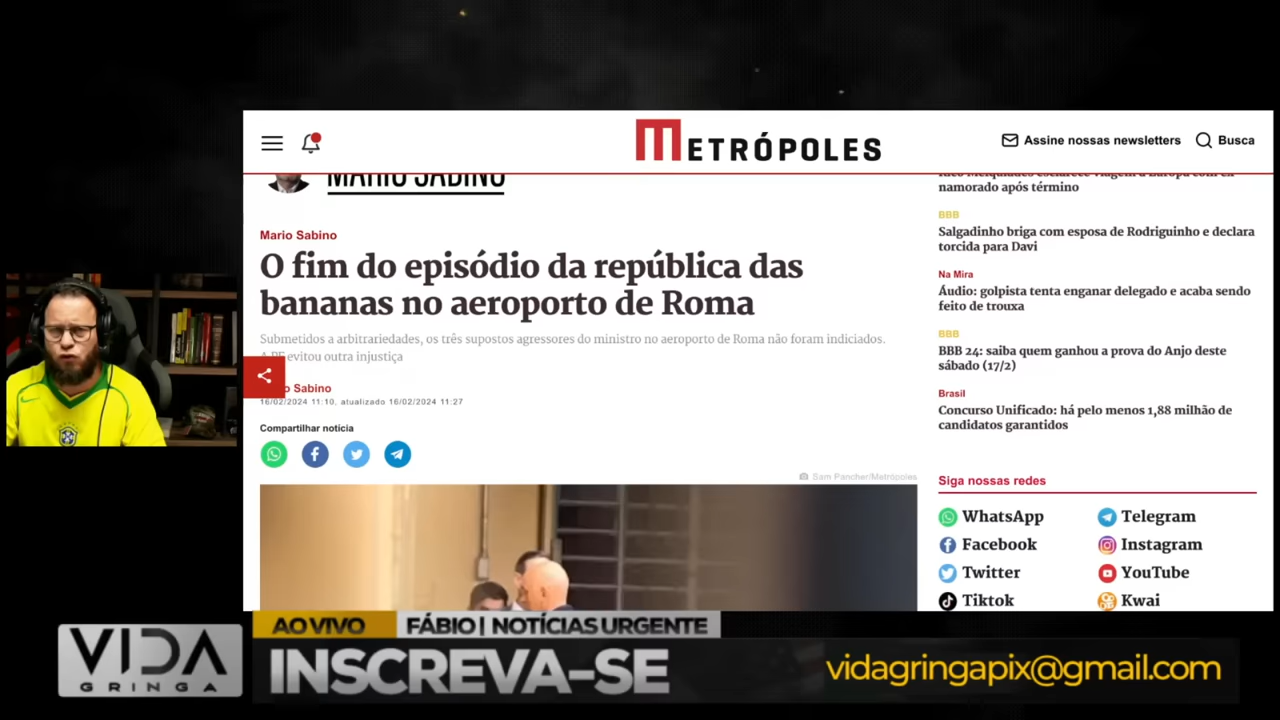 METRÓPOLES
Assine nossas newsletters
Busca
MARIO SABINO
Mario Sabino
O fim do episódio da república das
bananas no aeroporto de Roma
Submetidos a arbitrariedades, os três supostos agressores do ministro no aeroporto de Roma não foram indiciados.
A PF evitou outra injustiça
Sabino
16/02/2024 11:10, atualizado 16/02/2024 11:27
Compartilhar notícia
Sam Pancher/Metrópoles
namorado após término
BBB
Salgadinho briga com esposa de Rodriguinho e declara
torcida para Davi
Na Mira
Áudio: golpista tenta enganar delegado e acaba sendo
feito de trouxa
BBB
BBB 24: saiba quem ganhou a prova do Anjo deste
sábado (17/2)
Brasil
Concurso Unificado: há pelo menos 1,88 milhão de
candidatos garantidos
Siga nossas redes
WhatsApp
Telegram
Facebook
Instagram
Twitter
YouTube
Tiktok
Kwai
AO VIVO
FÁBIO | NOTÍCIAS URGENTE
VIDA
GRINGA
INSCREVA-SE
vidagringapix@gmail.com